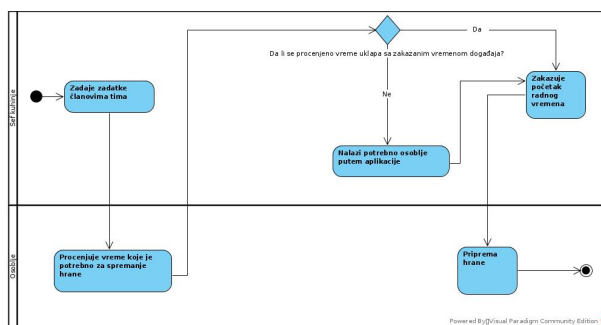 Šef kuhinje
Zadaje zadatke
članovima tima
Da li se procenjeno vreme uklapa sa zakazanim vremenom događaja?
Da
Ne
Zakazuje
početak
radnog
vremena
Nalazi potrebno osoblje
putem aplikacije
Osoblje
Procenjuje vreme koje je
potrebno za spremanje
hrane
Priprema
hrane
Powered By Visual Paradigm Community Edition